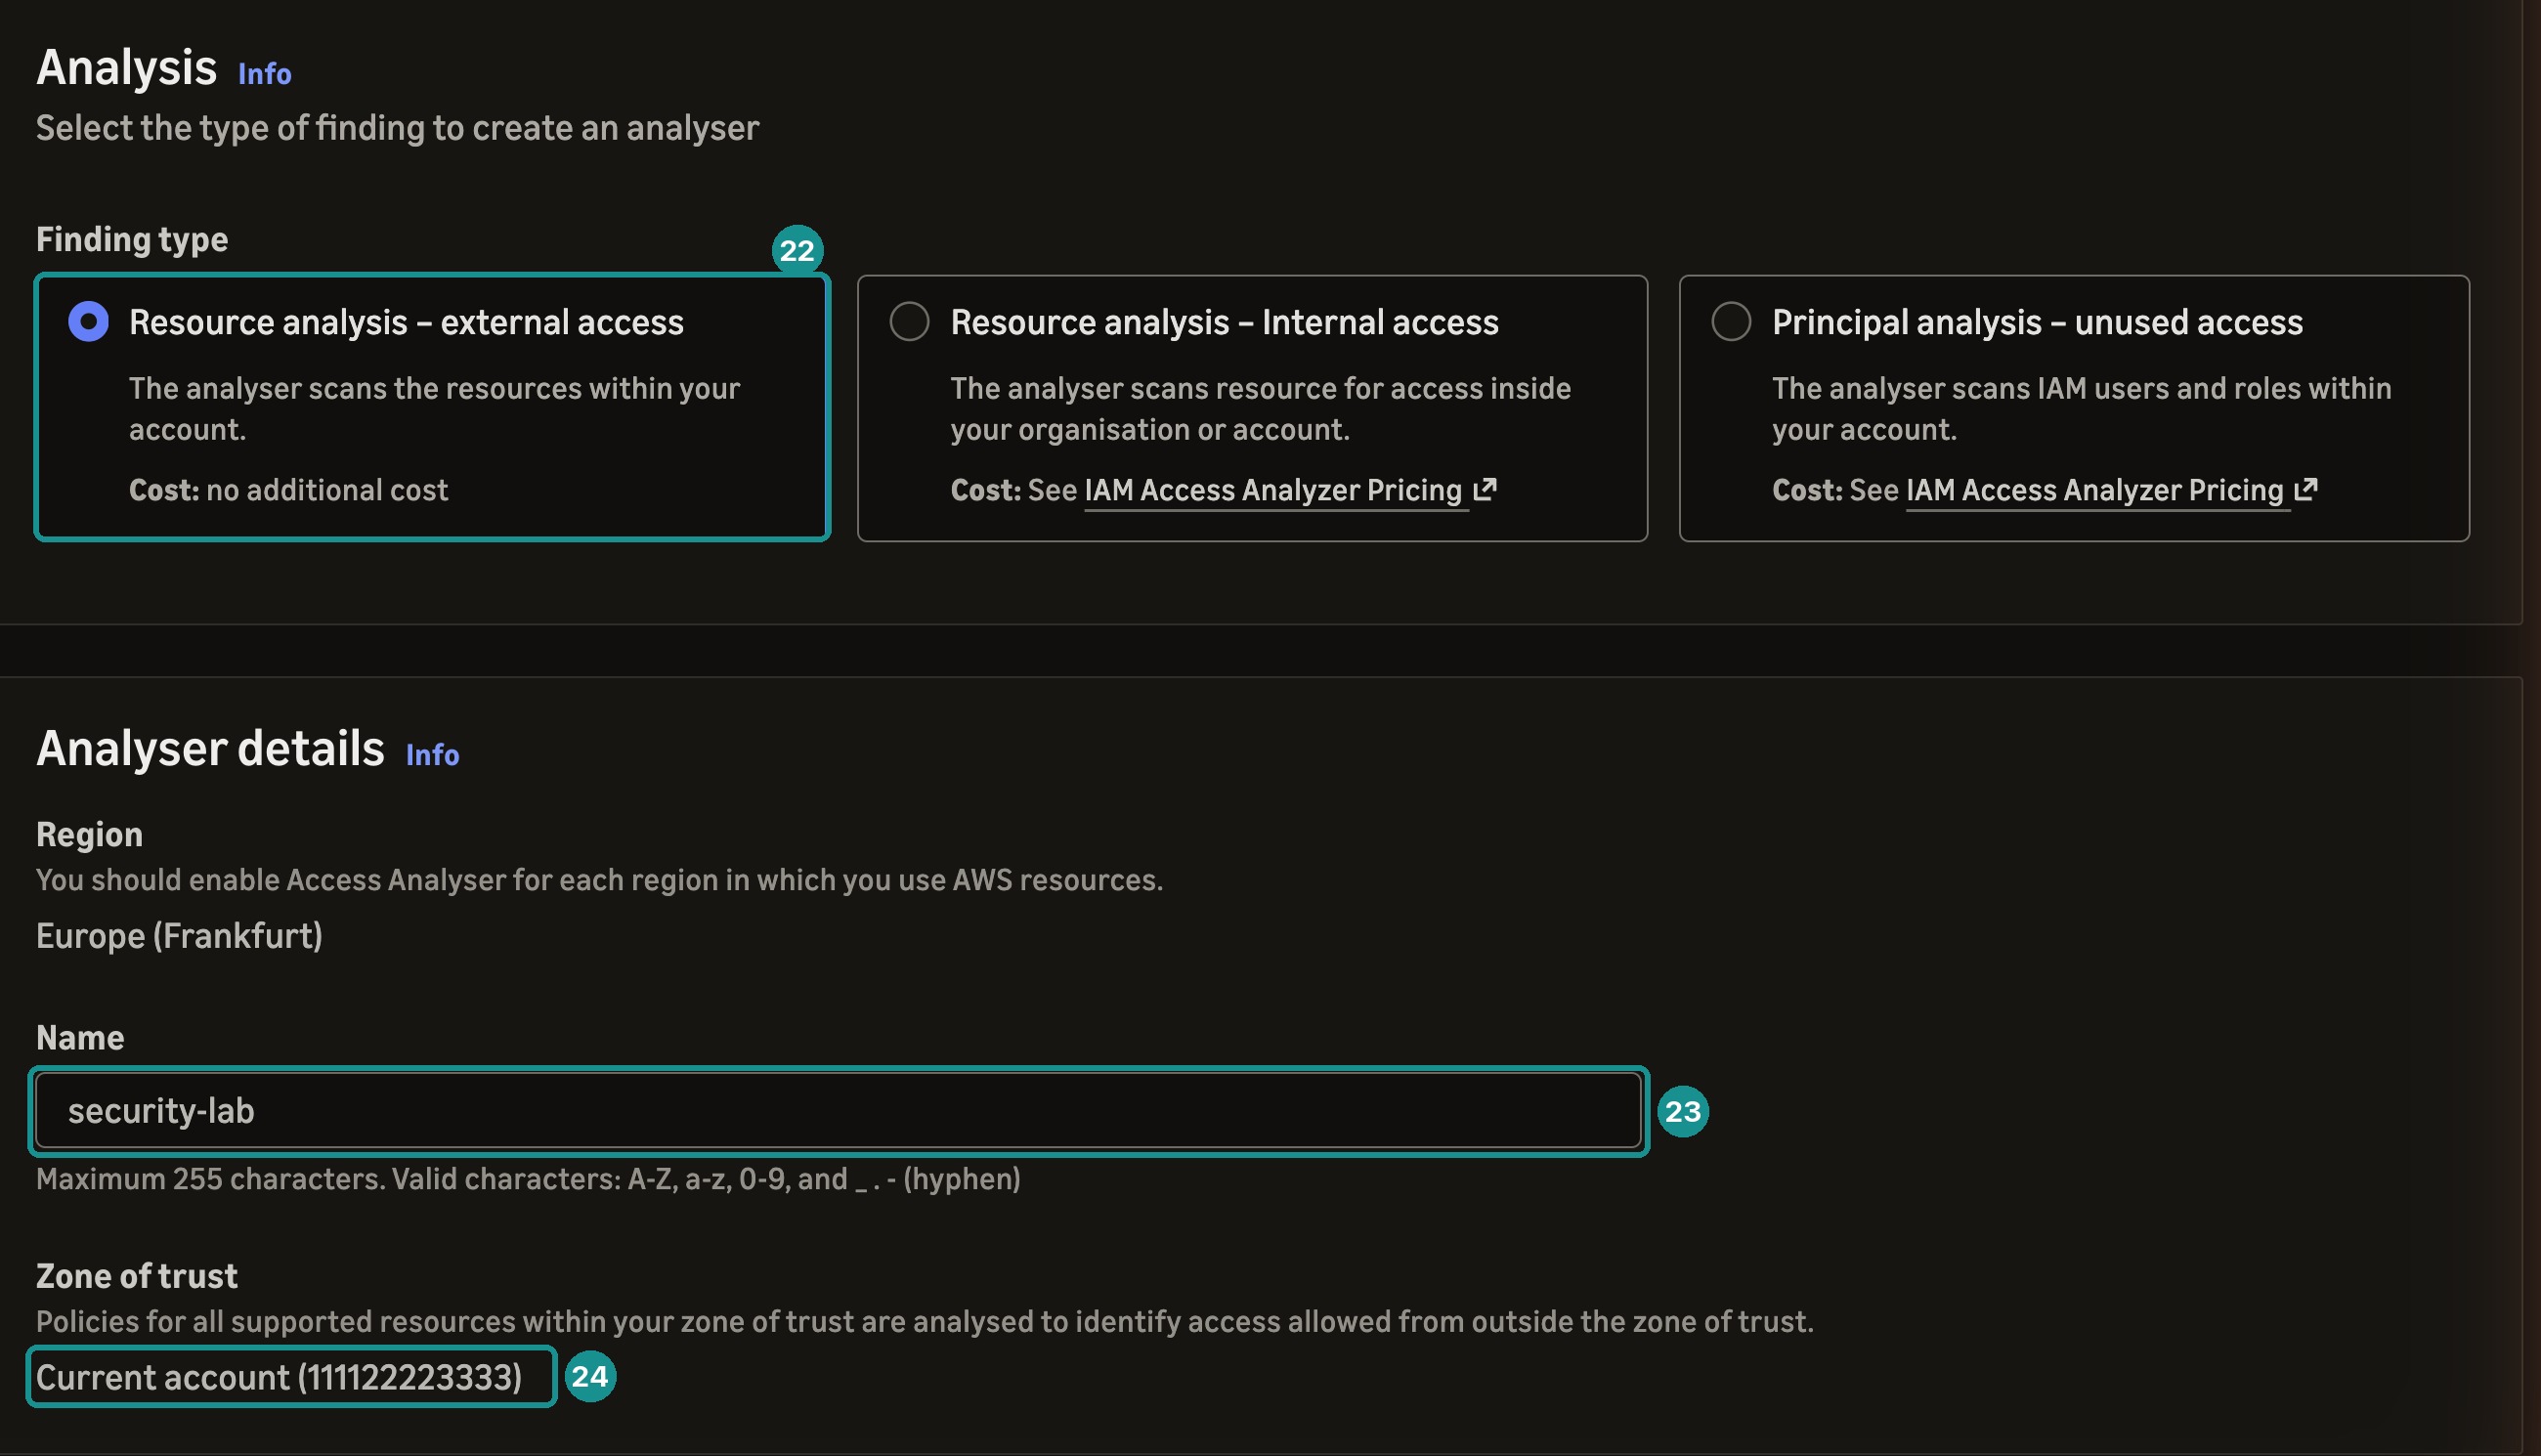 Analysis Info
Select the type of finding to create an analyser
Finding type
22
Resource analysis – external access
The analyser scans the resources within your
account.
Cost: no additional cost
Resource analysis – Internal access
The analyser scans resource for access inside
your organisation or account.
Cost: See IAM Access Analyzer Pricing
Principal analysis – unused access
The analyser scans IAM users and roles within
your account.
Cost: See IAM Access Analyzer Pricing
Analyser details Info
Region
You should enable Access Analyser for each region in which you use AWS resources.
Europe (Frankfurt)
Name
security-lab
23
Maximum 255 characters. Valid characters: A-Z, a-z, 0-9, and _ . - (hyphen)
Zone of trust
Policies for all supported resources within your zone of trust are analysed to identify access allowed from outside the zone of trust.
Current account (111122223333)
24